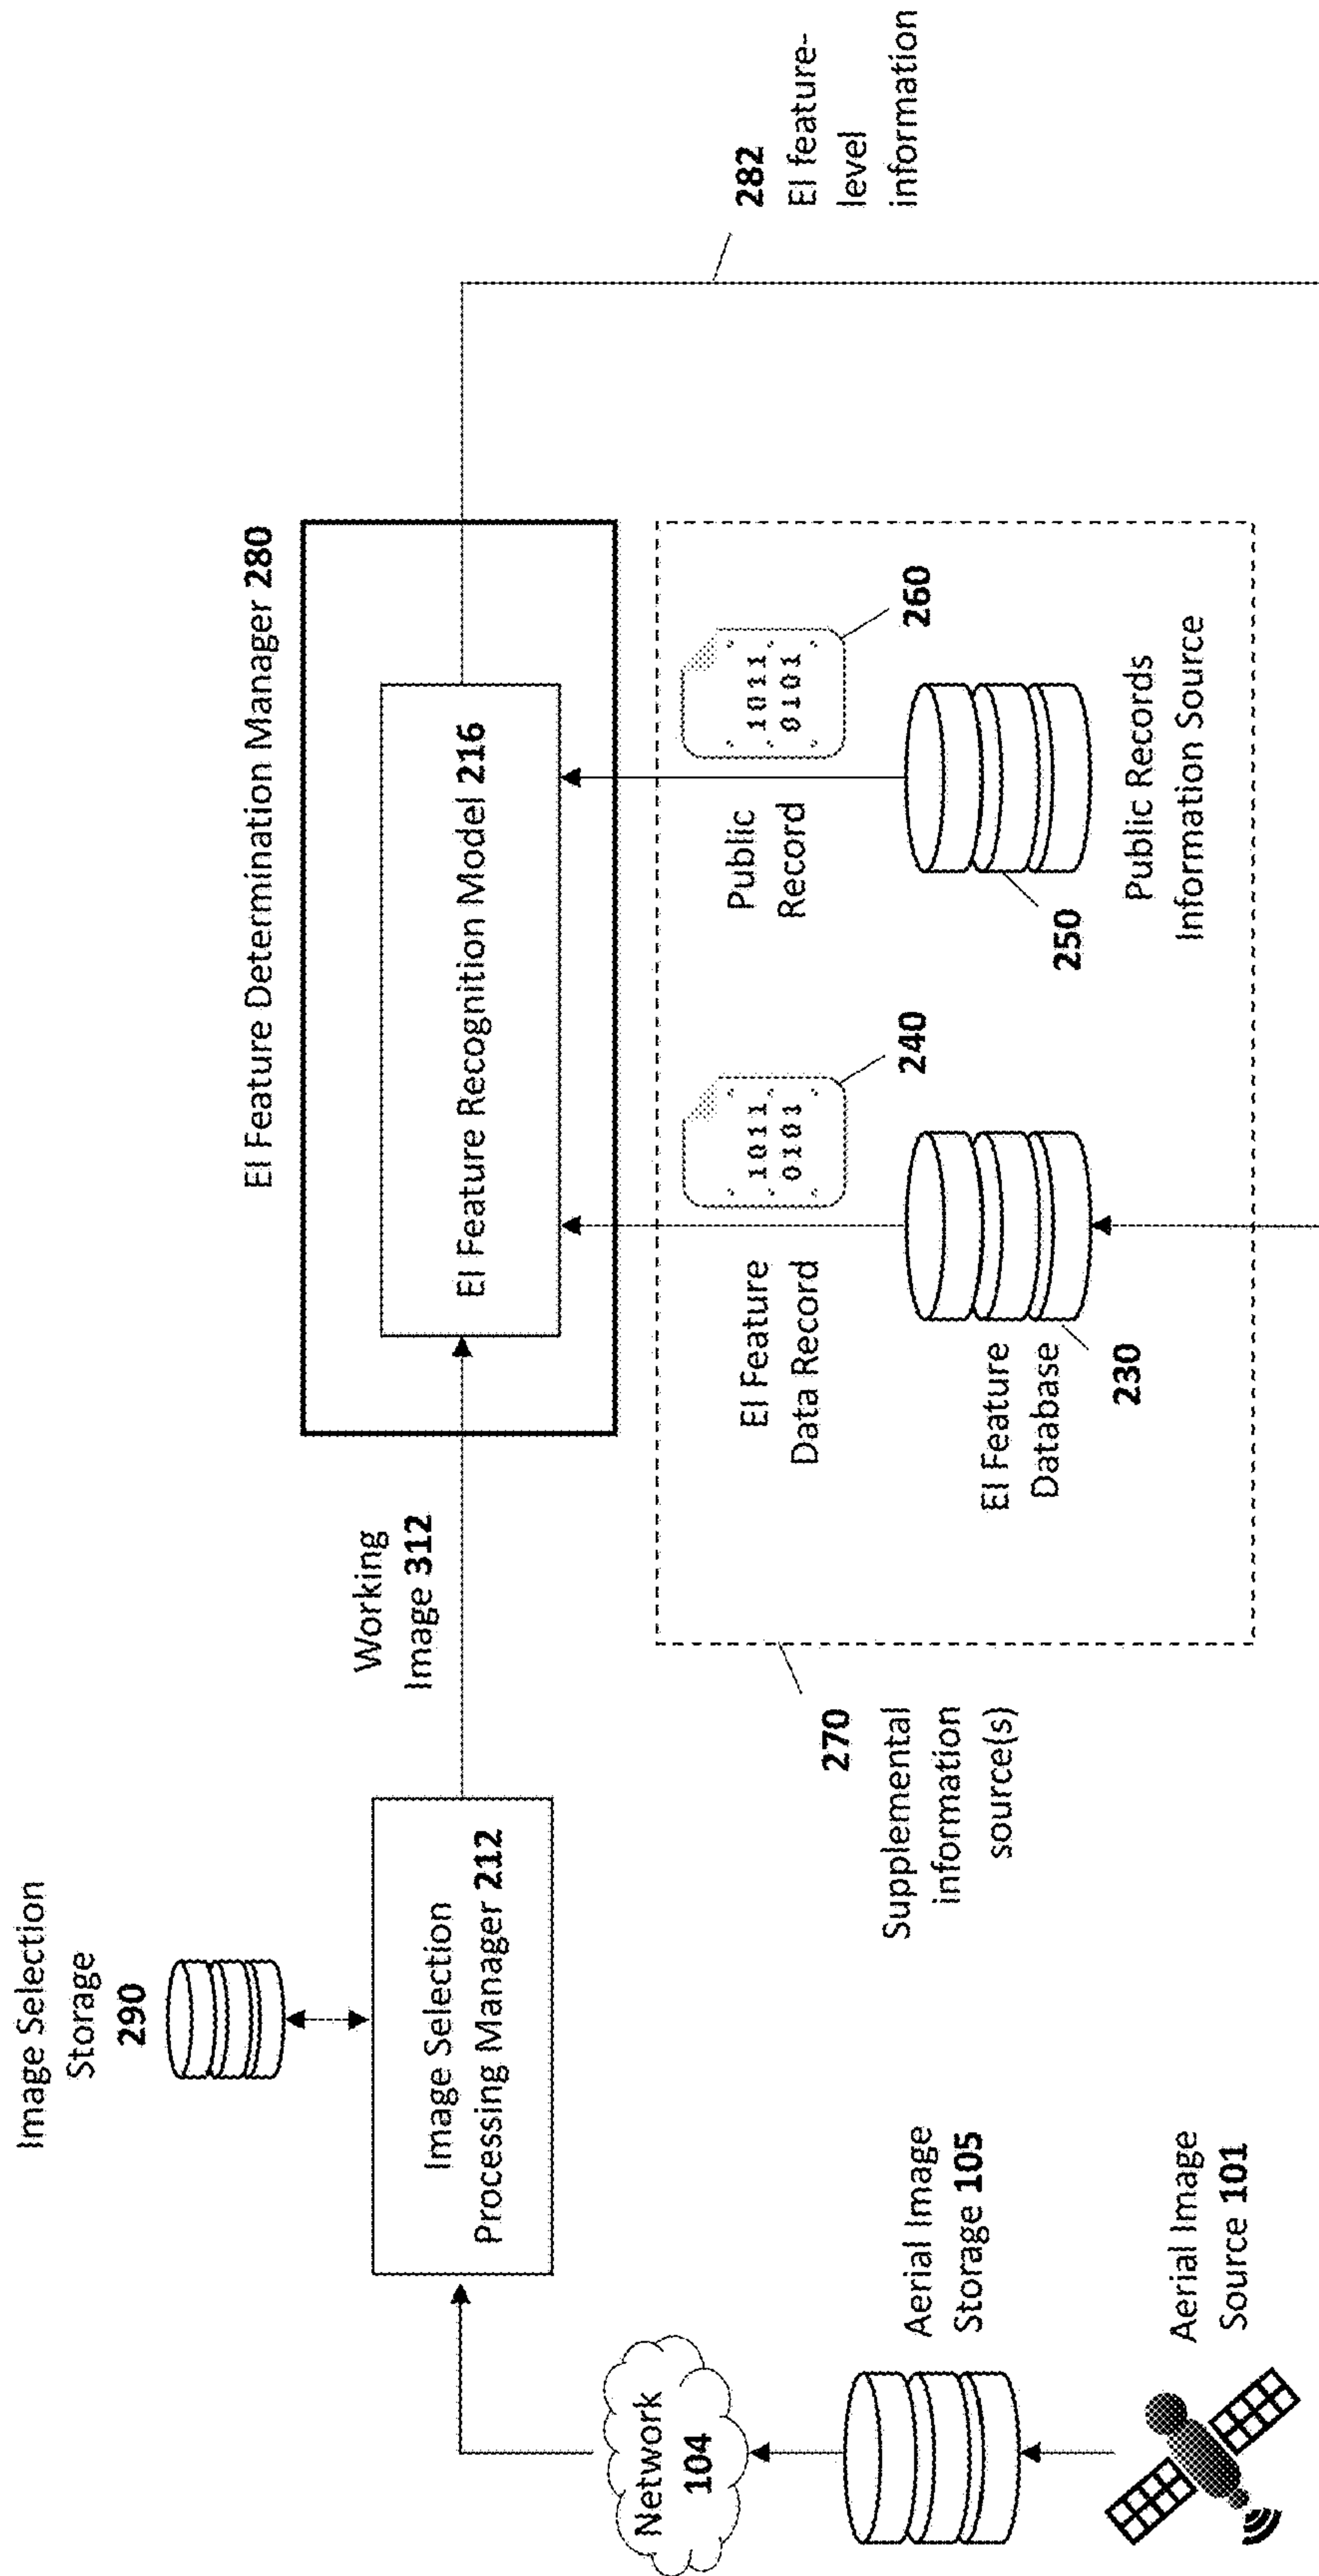 Image Selection
Storage
290
Image Selection
Processing Manager 212
Network
104
Aerial Image
Storage 105
Aerial Image
Source 101
Working
Image 312
EI Feature Determination Manager 280
EI Feature Recognition Model 216
270
Supplemental
information
source(s)
EI Feature
Data Record
1011
0101
240
EI Feature
Database
230
Public
Record
1011
0101
260
250
Public Records
Information Source
282
EI feature-
level
information